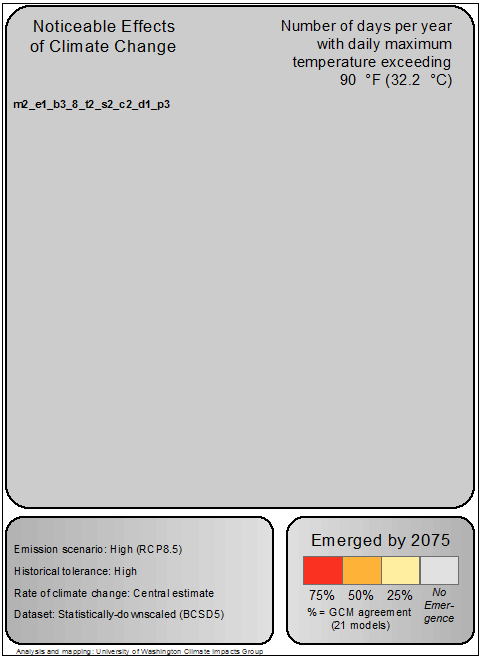 Noticeable Effects
of Climate Change
Number of days per year
with daily maximum
temperature exceeding
90 °F (32.2 °C)
m2_e1_b3_8_t2_s2_c2_d1_p3
Emission scenario: High (RCP8.5)
Historical tolerance: High
Rate of climate change: Central estimate
Dataset: Statistically-downscaled (BCSD5)
Emerged by 2075
75% 50% 25% No
Emer-
gence
% = GCM agreement
(21 models)
Analysis and mapping: University of Washington Climate Impacts Group